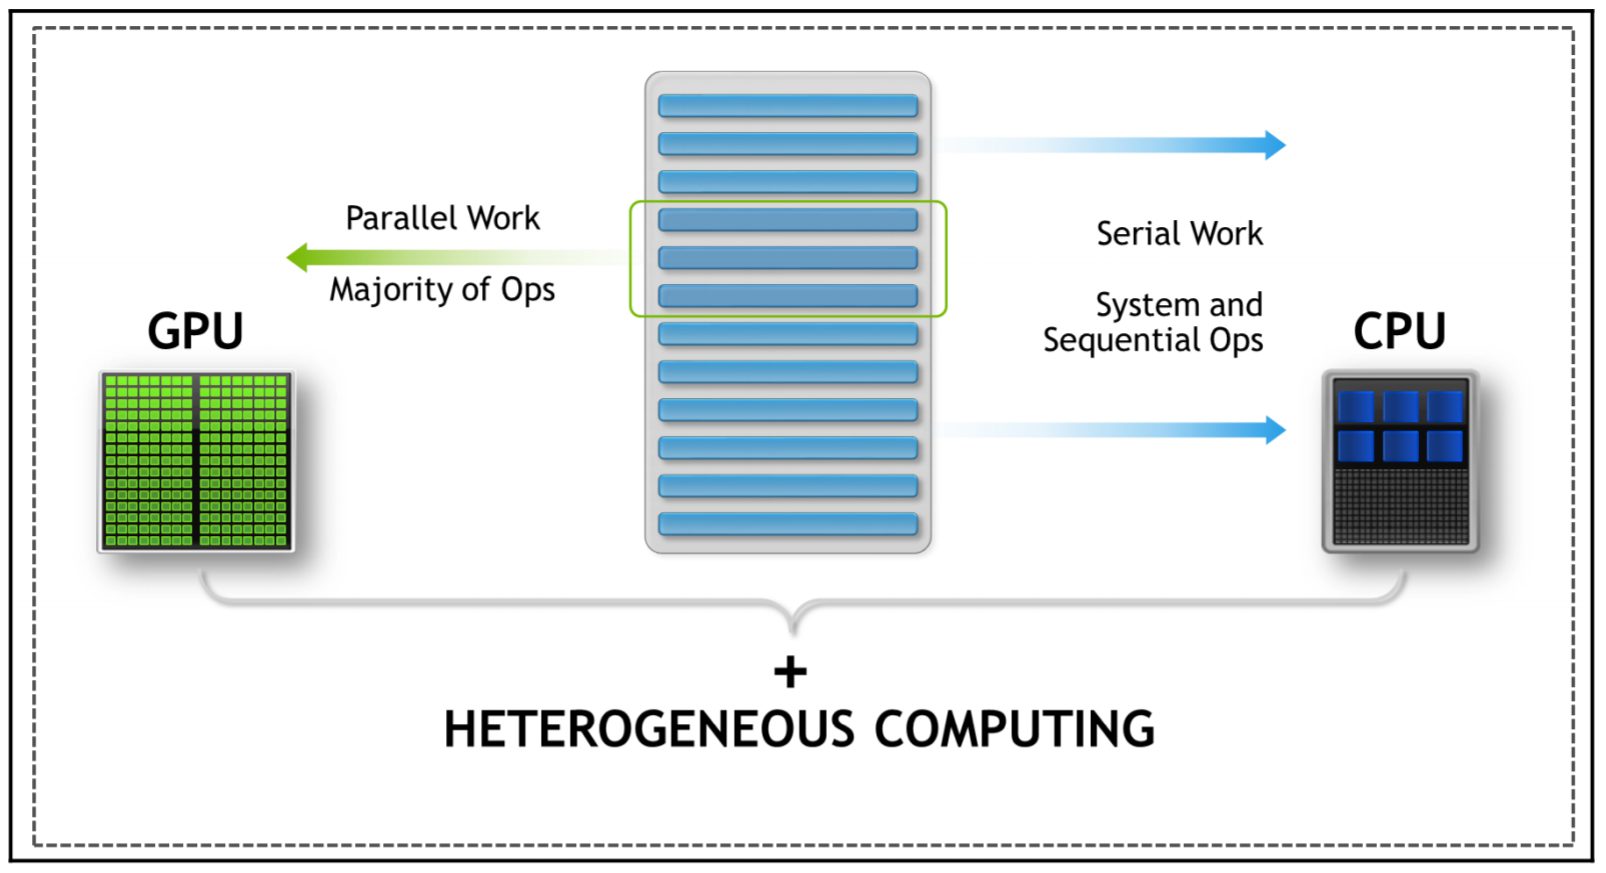 Parallel Work
Majority of Ops
GPU
Serial Work
System and
Sequential Ops
CPU
+
HETEROGENEOUS COMPUTING